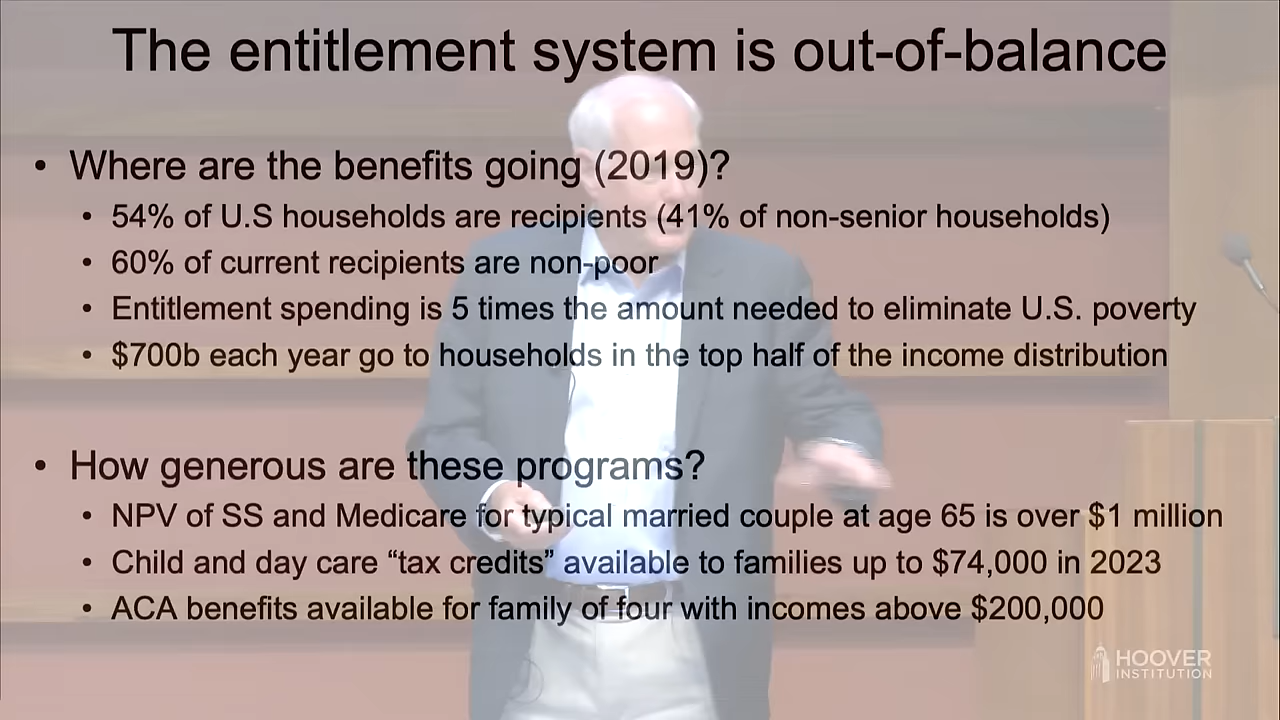 The entitlement system is out-of-balance
• Where are the benefits going (2019)?
• 54% of U.S households are recipients (41% of non-senior households)
• 60% of current recipients are non-poor
• Entitlement spending is 5 times the amount needed to eliminate U.S. poverty
• $700b each year go to households in the top half of the income distribution
• How generous are these programs?
• NPV of SS and Medicare for typical married couple at age 65 is over $1 million
• Child and day care “tax credits” available to families up to $74,000 in 2023
• ACA benefits available for family of four with incomes above $200,000
HOOVER
INSTITUTION